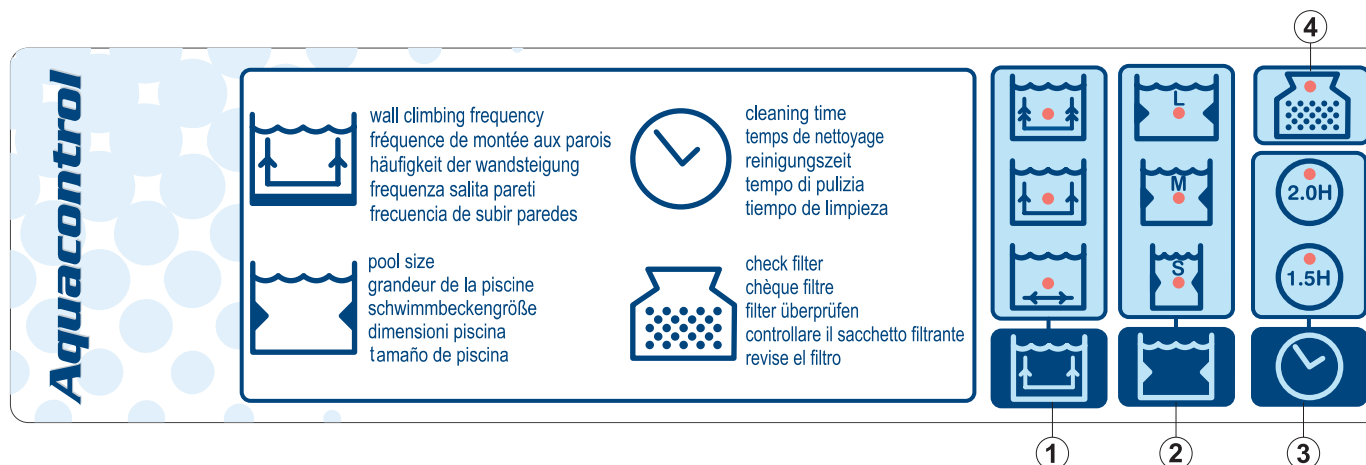 Aquacontrol
wall climbing frequency
fréquence de montée aux parois
häufigkeit der wandsteigung
frequenza salita pareti
frecuencia de subir paredes
pool size
grandeur de la piscine
schwimmbeckengröße
dimensioni piscina
tamaño de piscina
cleaning time
temps de nettoyage
reinigungszeit
tempo di pulizia
tiempo de limpieza
check filter
chèque filtre
filter überprüfen
controllare il sacchetto filtrante
revise el filtro
L
M
S
2.0H
1.5H
4
1
2
3